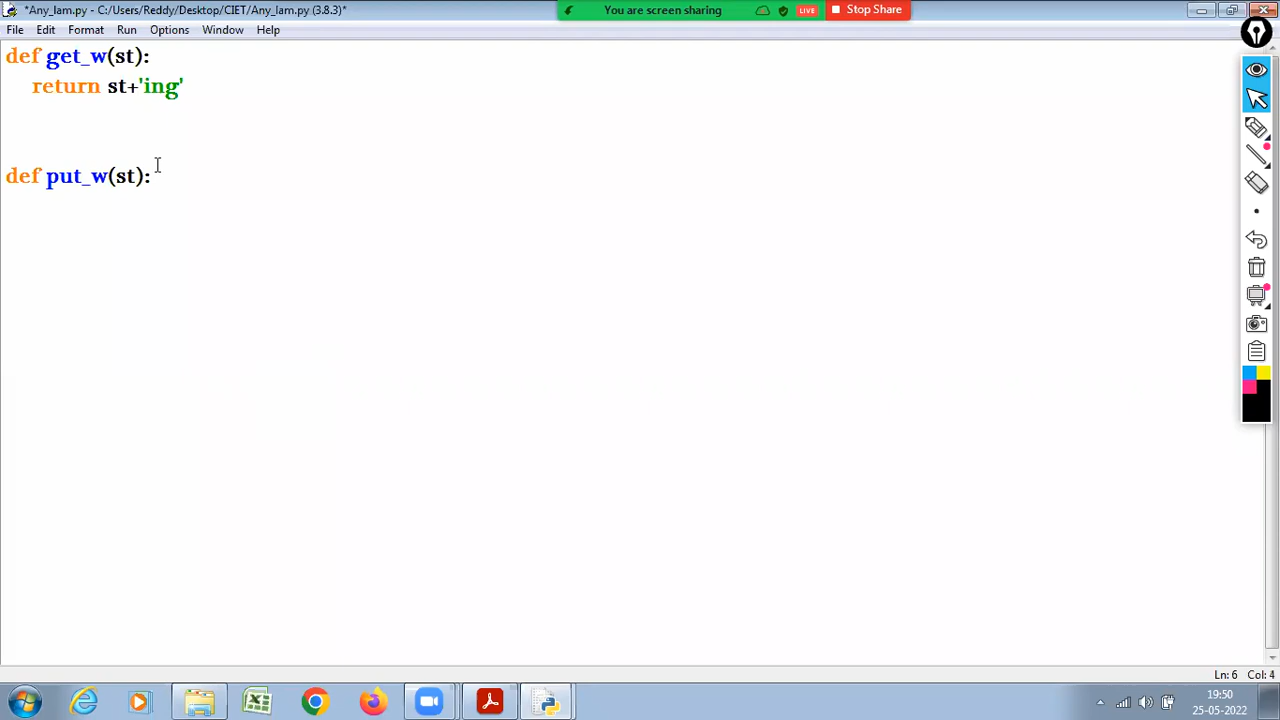 *Any_lam.py - C:/Users/Reddy/Desktop/CIET/Any_lam.py (3.8.3)*
You are screen sharing
LIVE
Stop Share
File Edit Format Run Options Window Help
def get_w(st):
return st+'ing'
def put_w(st):
Ln: 6 Col: 4
19:50
25-05-2022